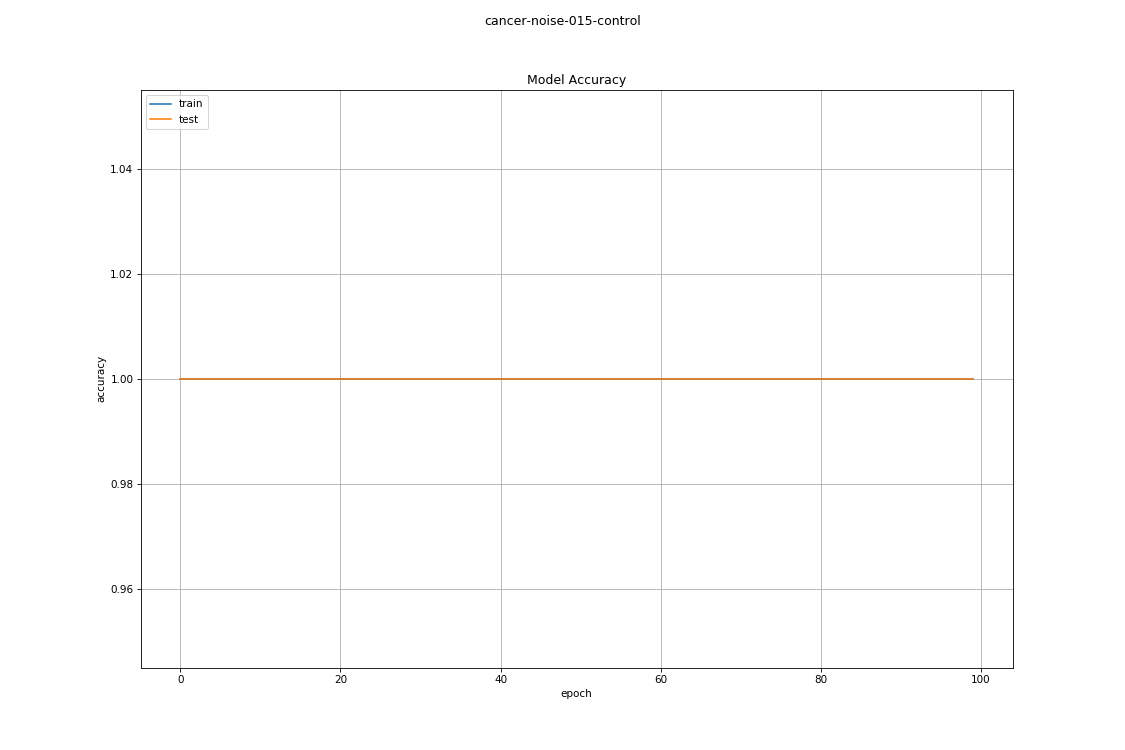 cancer-noise-015-control
Model Accuracy
train
test
1.04
1.02
1.00
0.98
0.96
accuracy
0 20 40 60 80 100
epoch